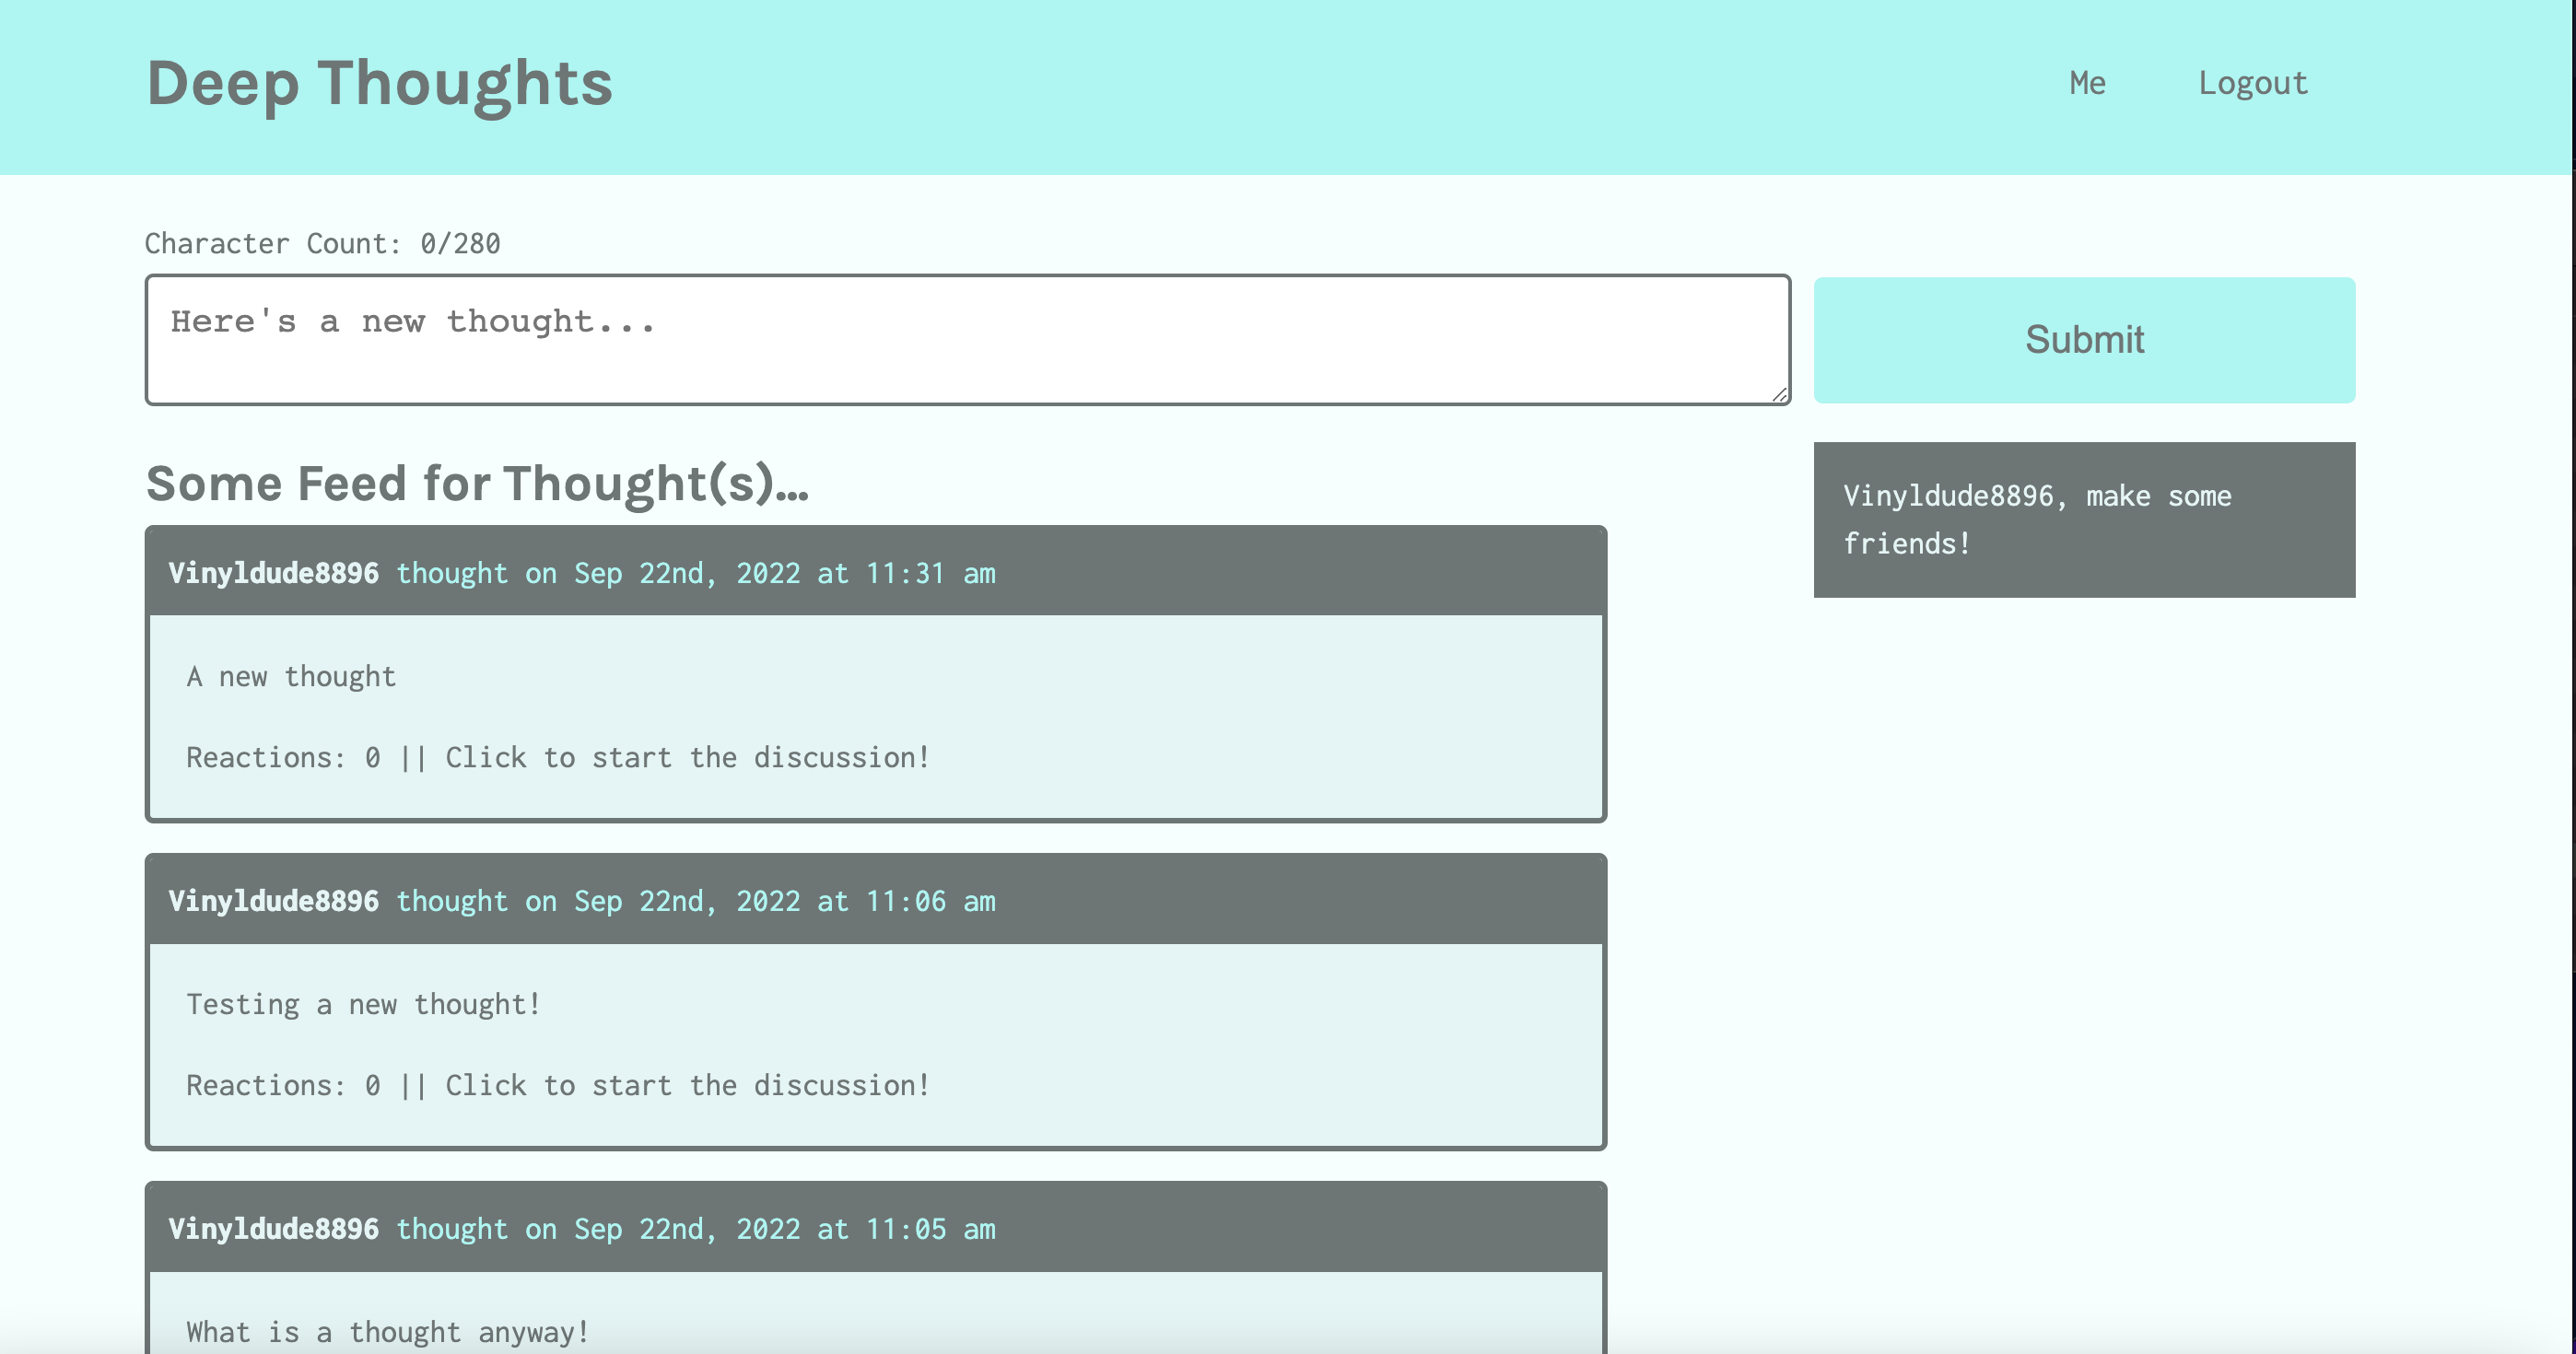 Deep Thoughts
Me
Logout
Character Count: 0/280
Here's a new thought...
Submit
Some Feed for Thought(s)...
Vinyldude8896, make some
friends!
Vinyldude8896 thought on Sep 22nd, 2022 at 11:31 am
A new thought
Reactions: 0 || Click to start the discussion!
Vinyldude8896 thought on Sep 22nd, 2022 at 11:06 am
Testing a new thought!
Reactions: 0 || Click to start the discussion!
Vinyldude8896 thought on Sep 22nd, 2022 at 11:05 am
What is a thought anyway!